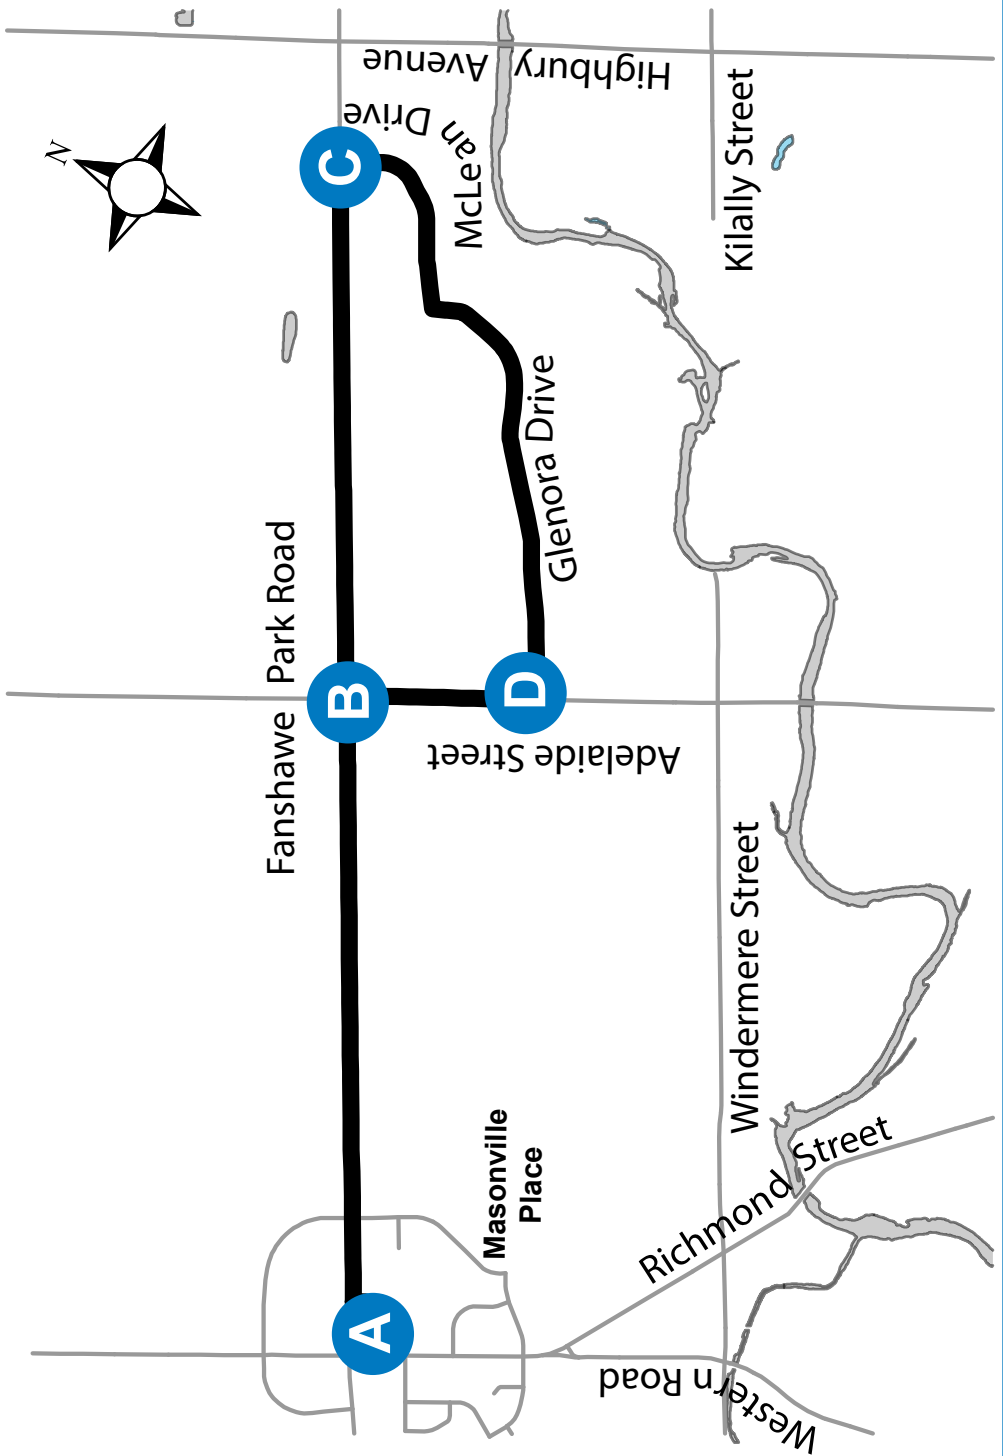 N
Fanshawe Park Road
Highbury
Avenue
McLean Drive
Kilally Street
Glenora Drive
Adelaide Street
Windermere Street
Richmond Street
Masonville
Place
Western Road
A
B
C
D